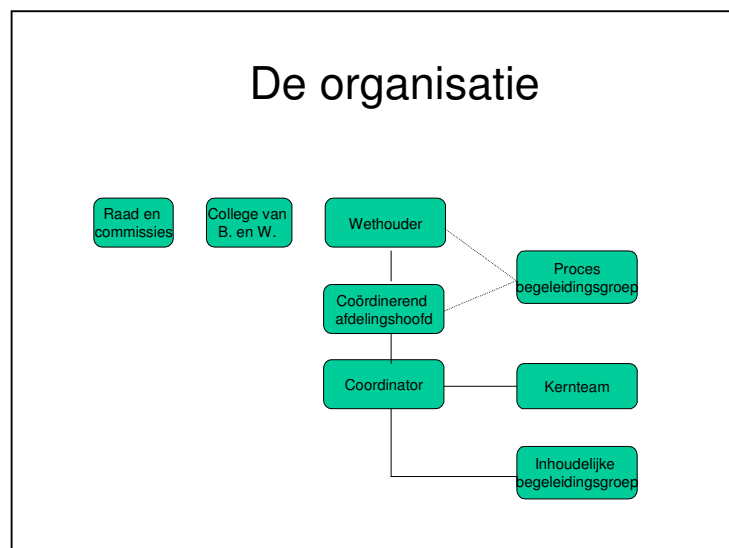 De organisatie
Raad en
commissies
College van
B. en W.
Wethouder
Proces
begeleidingsgroep
Coördinerend
afdelingshoofd
Coordinator
Kernteam
Inhoudelijke
begeleidingsgroep